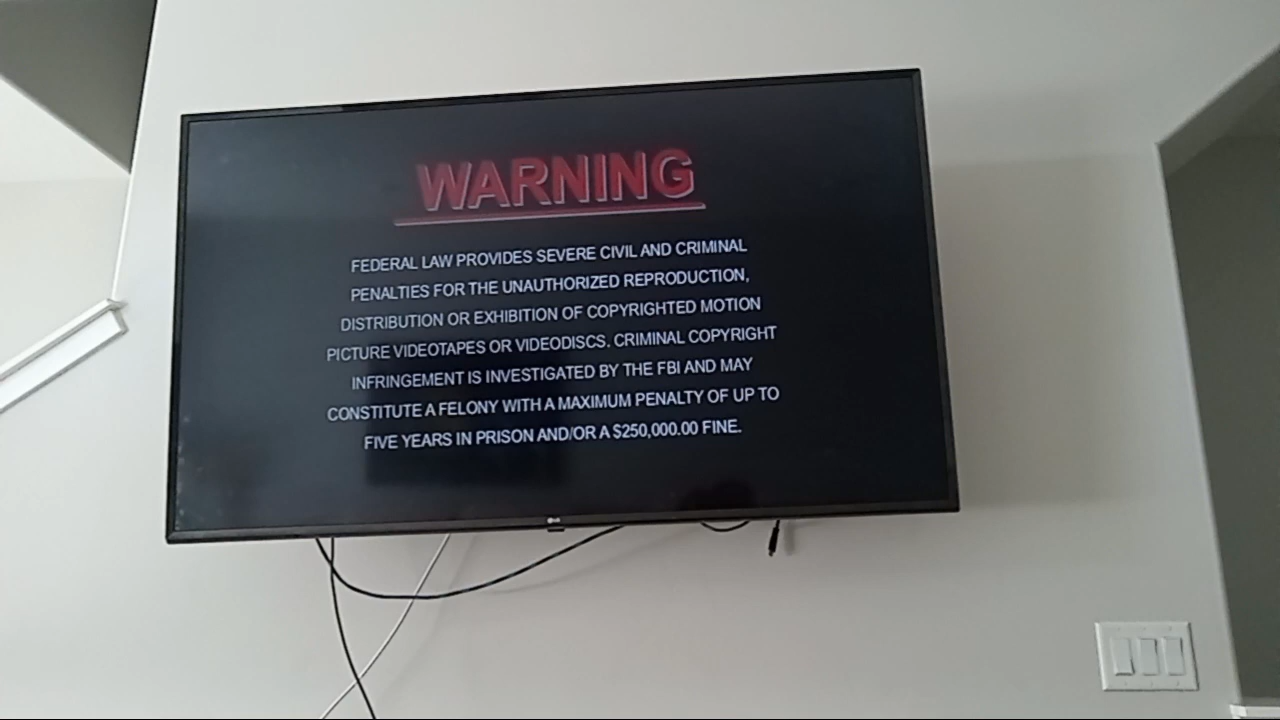 WARNING
FEDERAL LAW PROVIDES SEVERE CIVIL AND CRIMINAL
PENALTIES FOR THE UNAUTHORIZED REPRODUCTION,
DISTRIBUTION OR EXHIBITION OF COPYRIGHTED MOTION
PICTURE VIDEOTAPES OR VIDEODISCS. CRIMINAL COPYRIGHT
INFRINGEMENT IS INVESTIGATED BY THE FBI AND MAY
CONSTITUTE A FELONY WITH A MAXIMUM PENALTY OF UP TO
FIVE YEARS IN PRISON AND/OR A $250,000.00 FINE.
LG